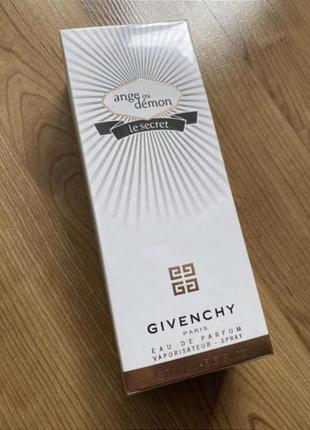 ange ou
démon
le secret
GIVENCHY
PARIS
EAU DE PARFUM
VAPORISATEUR - SPRAY